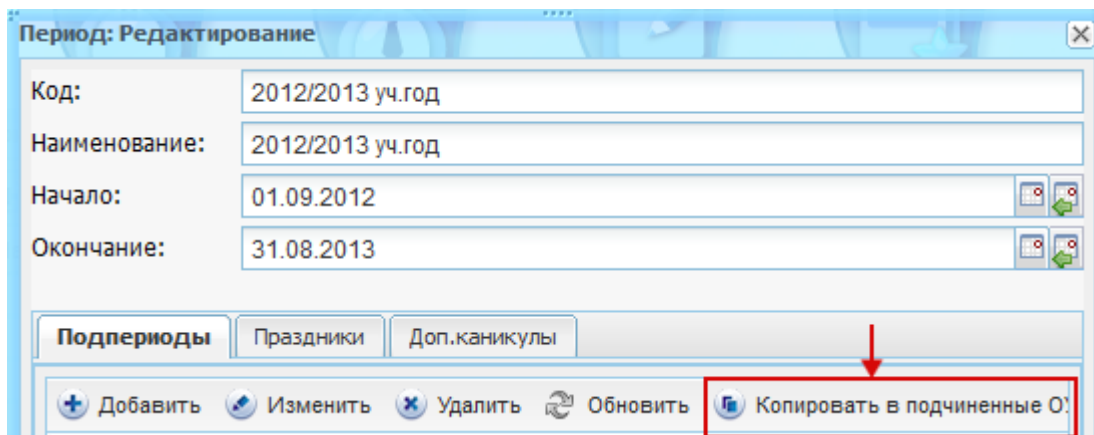 Период: Редактирование
Код: 2012/2013 уч.год
Наименование: 2012/2013 уч.год
Начало: 01.09.2012
Окончание: 31.08.2013
Подпериоды Праздники Доп.каникулы
Добавить Изменить Удалить Обновить Копировать в подчиненные